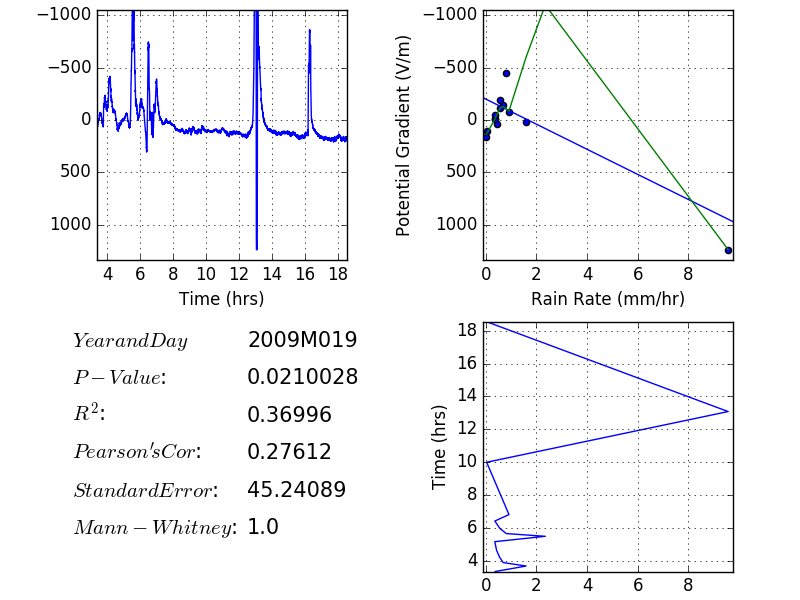 −1000
−500
0
500
1000
4 6 8 10 12 14 16 18
Time (hrs)
Potential Gradient (V/m)
−1000
−500
0
500
1000
0 2 4 6 8
Rain Rate (mm/hr)
YearandDay 2009M019
P − Value: 0.0210028
R²: 0.36996
Pearson'sCor: 0.27612
StandardError: 45.24089
Mann − Whitney: 1.0
Time (hrs)
18
16
14
12
10
8
6
4
0 2 4 6 8